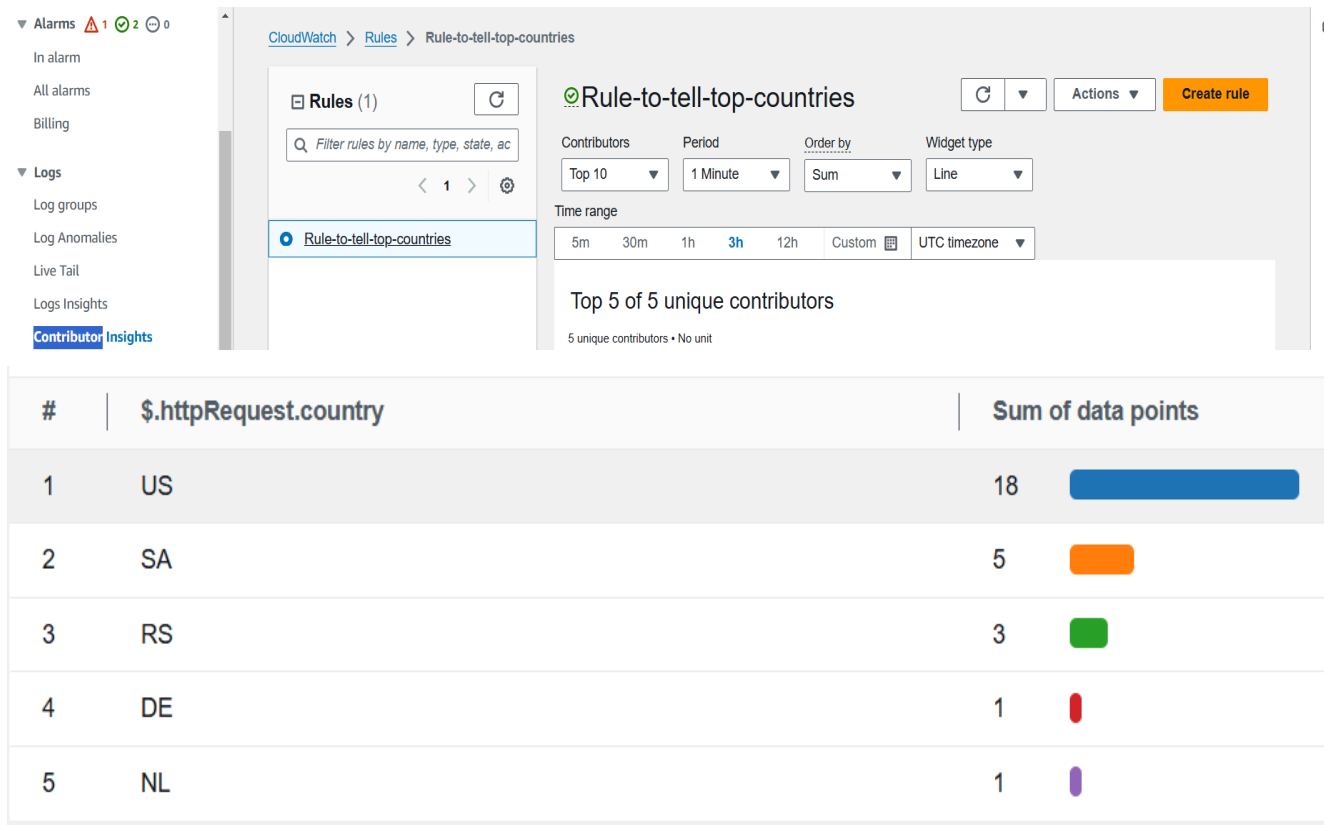 Alarms 1 2 0
In alarm
All alarms
Billing
Logs
Log groups
Log Anomalies
Live Tail
Logs Insights
Contributor Insights
CloudWatch > Rules > Rule-to-tell-top-countries
Rules (1)
Filter rules by name, type, state, ac
1
Rule-to-tell-top-countries
Rule-to-tell-top-countries
Actions
Create rule
Contributors Period Order by Widget type
Top 10 1 Minute Sum Line
Time range
5m 30m 1h 3h 12h Custom UTC timezone
Top 5 of 5 unique contributors
5 unique contributors • No unit
# $.httpRequest.country Sum of data points
1 US 18
2 SA 5
3 RS 3
4 DE 1
5 NL 1